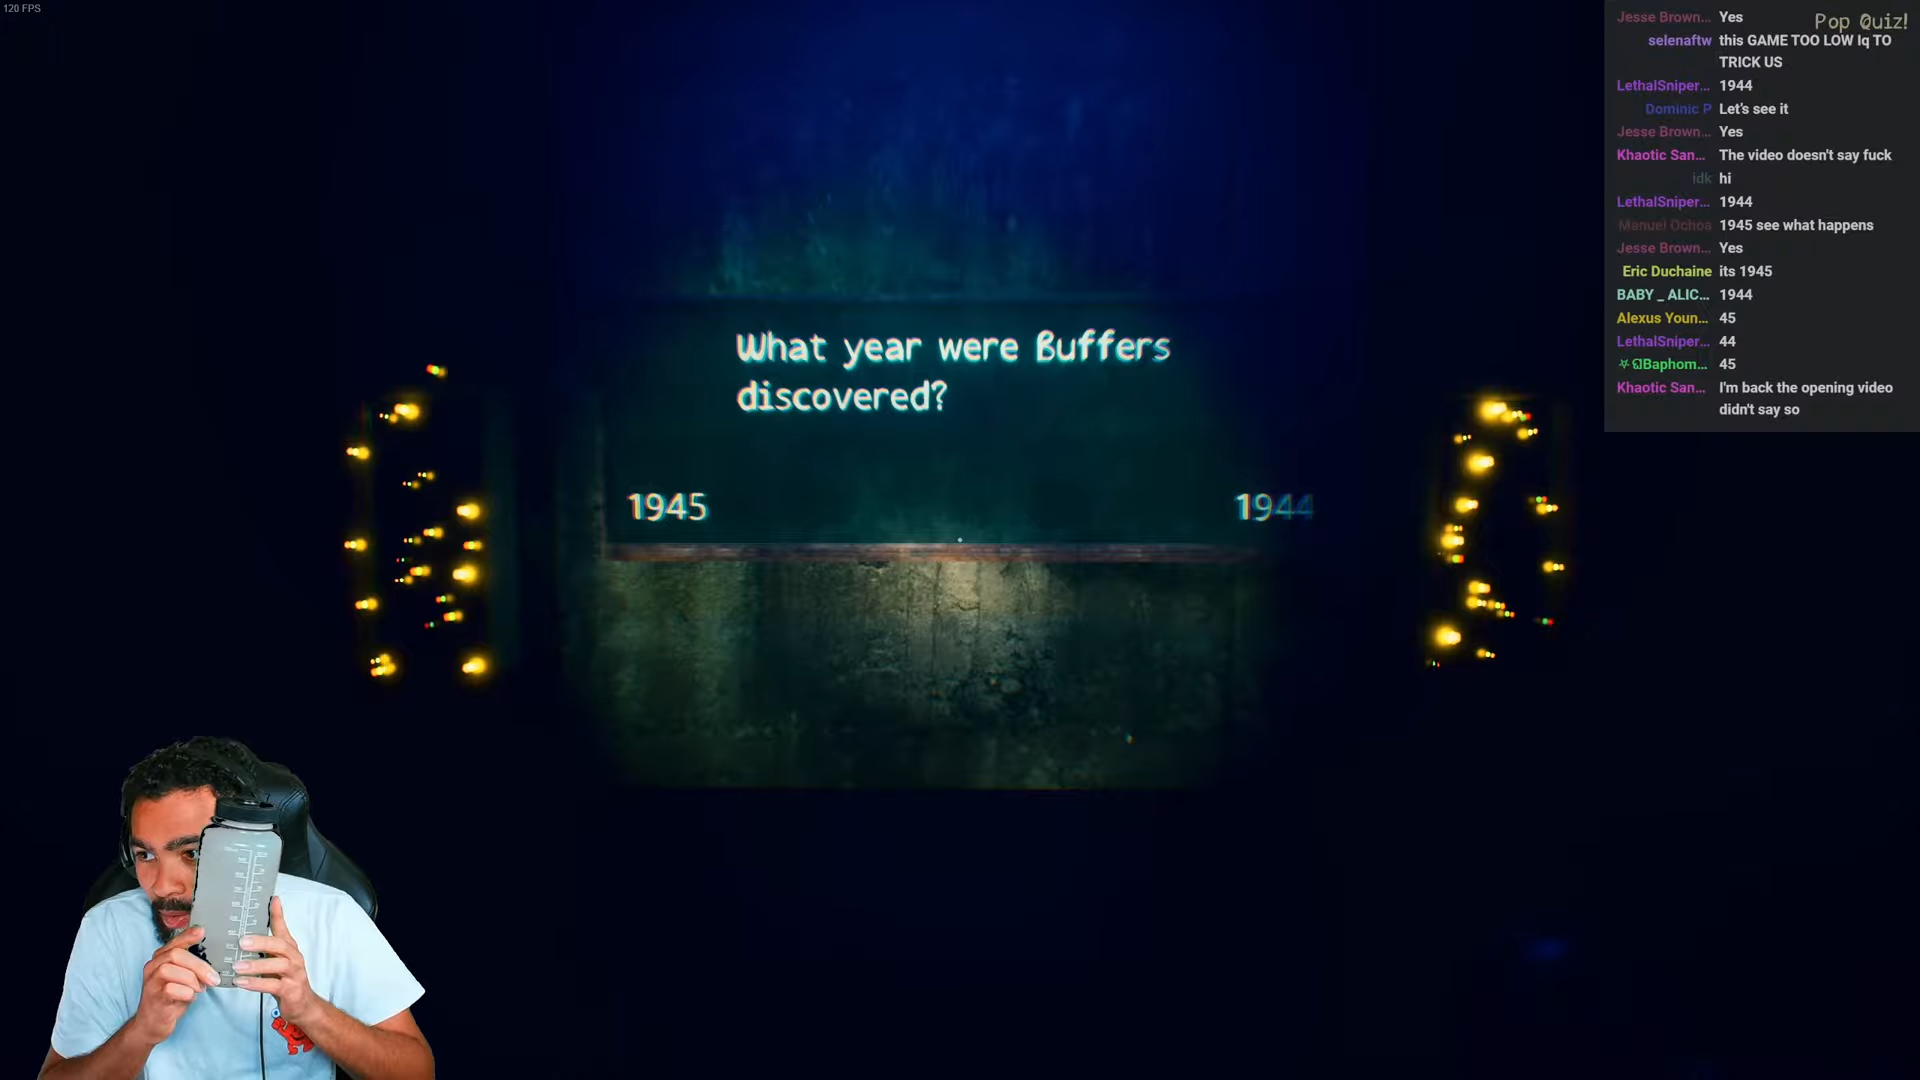 120 FPS
Pop Quiz!
Jesse Brown... Yes
selenaftw this GAME TOO LOW Iq TO
TRICK US
LethalSniper... 1944
Dominic P Let's see it
Jesse Brown... Yes
Khaotic San... The video doesn't say fuck
idk hi
LethalSniper... 1944
Manuel Ochoa 1945 see what happens
Jesse Brown... Yes
Eric Duchaine its 1945
BABY _ ALIC... 1944
Alexus Youn... 45
LethalSniper... 44
Baphom... 45
Khaotic San... I'm back the opening video
didn't say so
What year were Buffers
discovered?
1945 1944